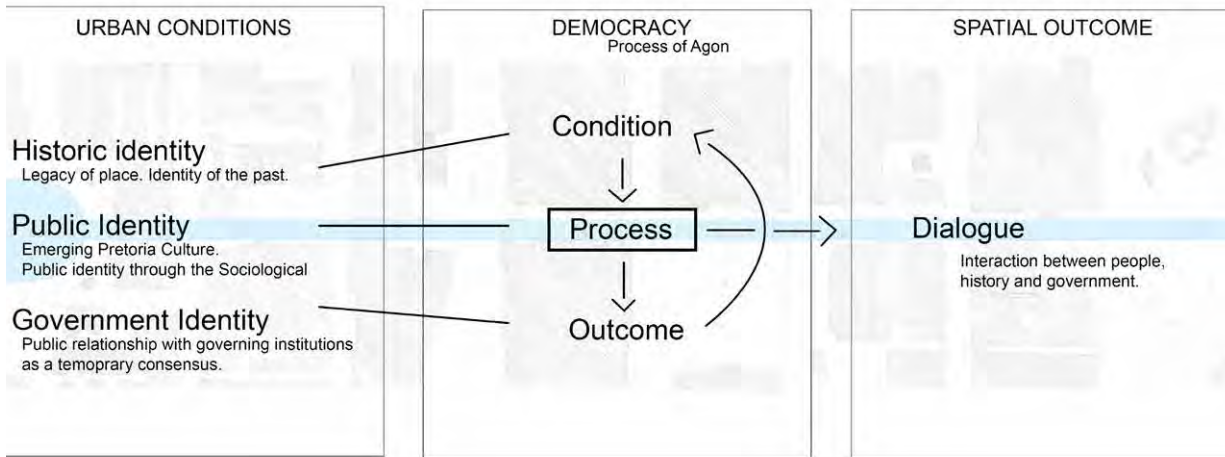 URBAN CONDITIONS
Historic identity
Legacy of place. Identity of the past.
Public Identity
Emerging Pretoria Culture.
Public identity through the Sociological
Government Identity
Public relationship with governing institutions
as a temoprary consensus.
DEMOCRACY
Process of Agon
Condition
Process
Outcome
SPATIAL OUTCOME
Dialogue
Interaction between people,
history and government.